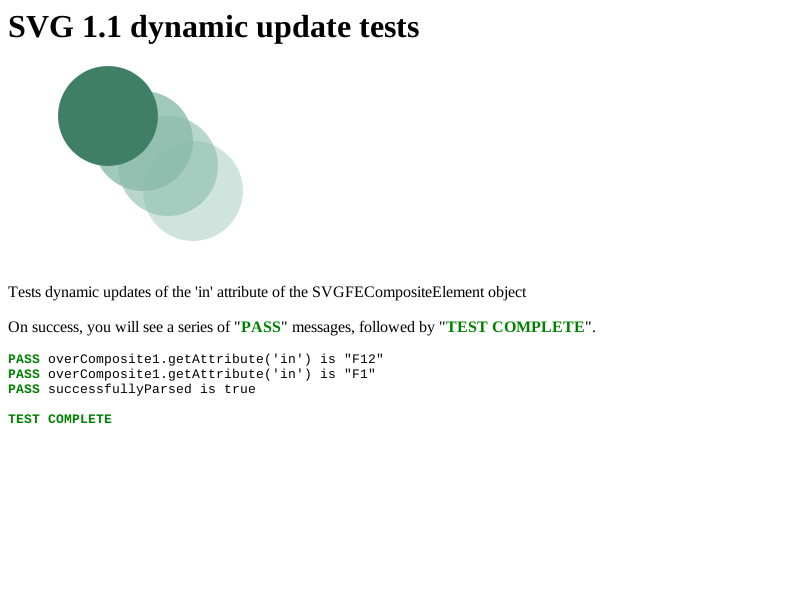 SVG 1.1 dynamic update tests
Tests dynamic updates of the 'in' attribute of the SVGFECompositeElement object
On success, you will see a series of "PASS" messages, followed by "TEST COMPLETE".
PASS overComposite1.getAttribute('in') is "F12"
PASS overComposite1.getAttribute('in') is "F1"
PASS successfullyParsed is true
TEST COMPLETE